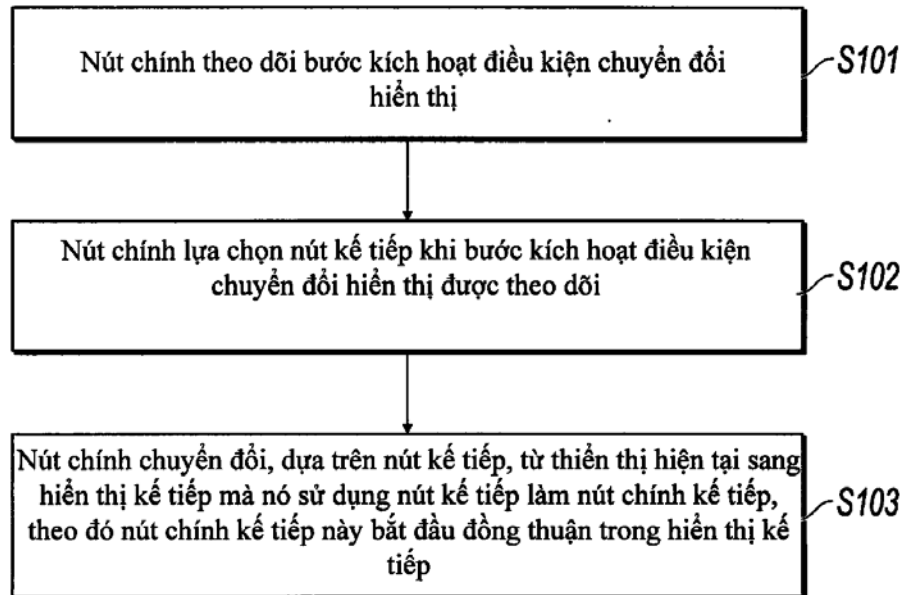 Nút chính theo dõi bước kích hoạt điều kiện chuyển đổi
hiển thị
S101
Nút chính lựa chọn nút kế tiếp khi bước kích hoạt điều kiện
chuyển đổi hiển thị được theo dõi
S102
Nút chính chuyển đổi, dựa trên nút kế tiếp, từ thiển thị hiện tại sang
hiển thị kế tiếp mà nó sử dụng nút kế tiếp làm nút chính kế tiếp,
theo đó nút chính kế tiếp này bắt đầu đồng thuận trong hiển thị kế
tiếp
S103